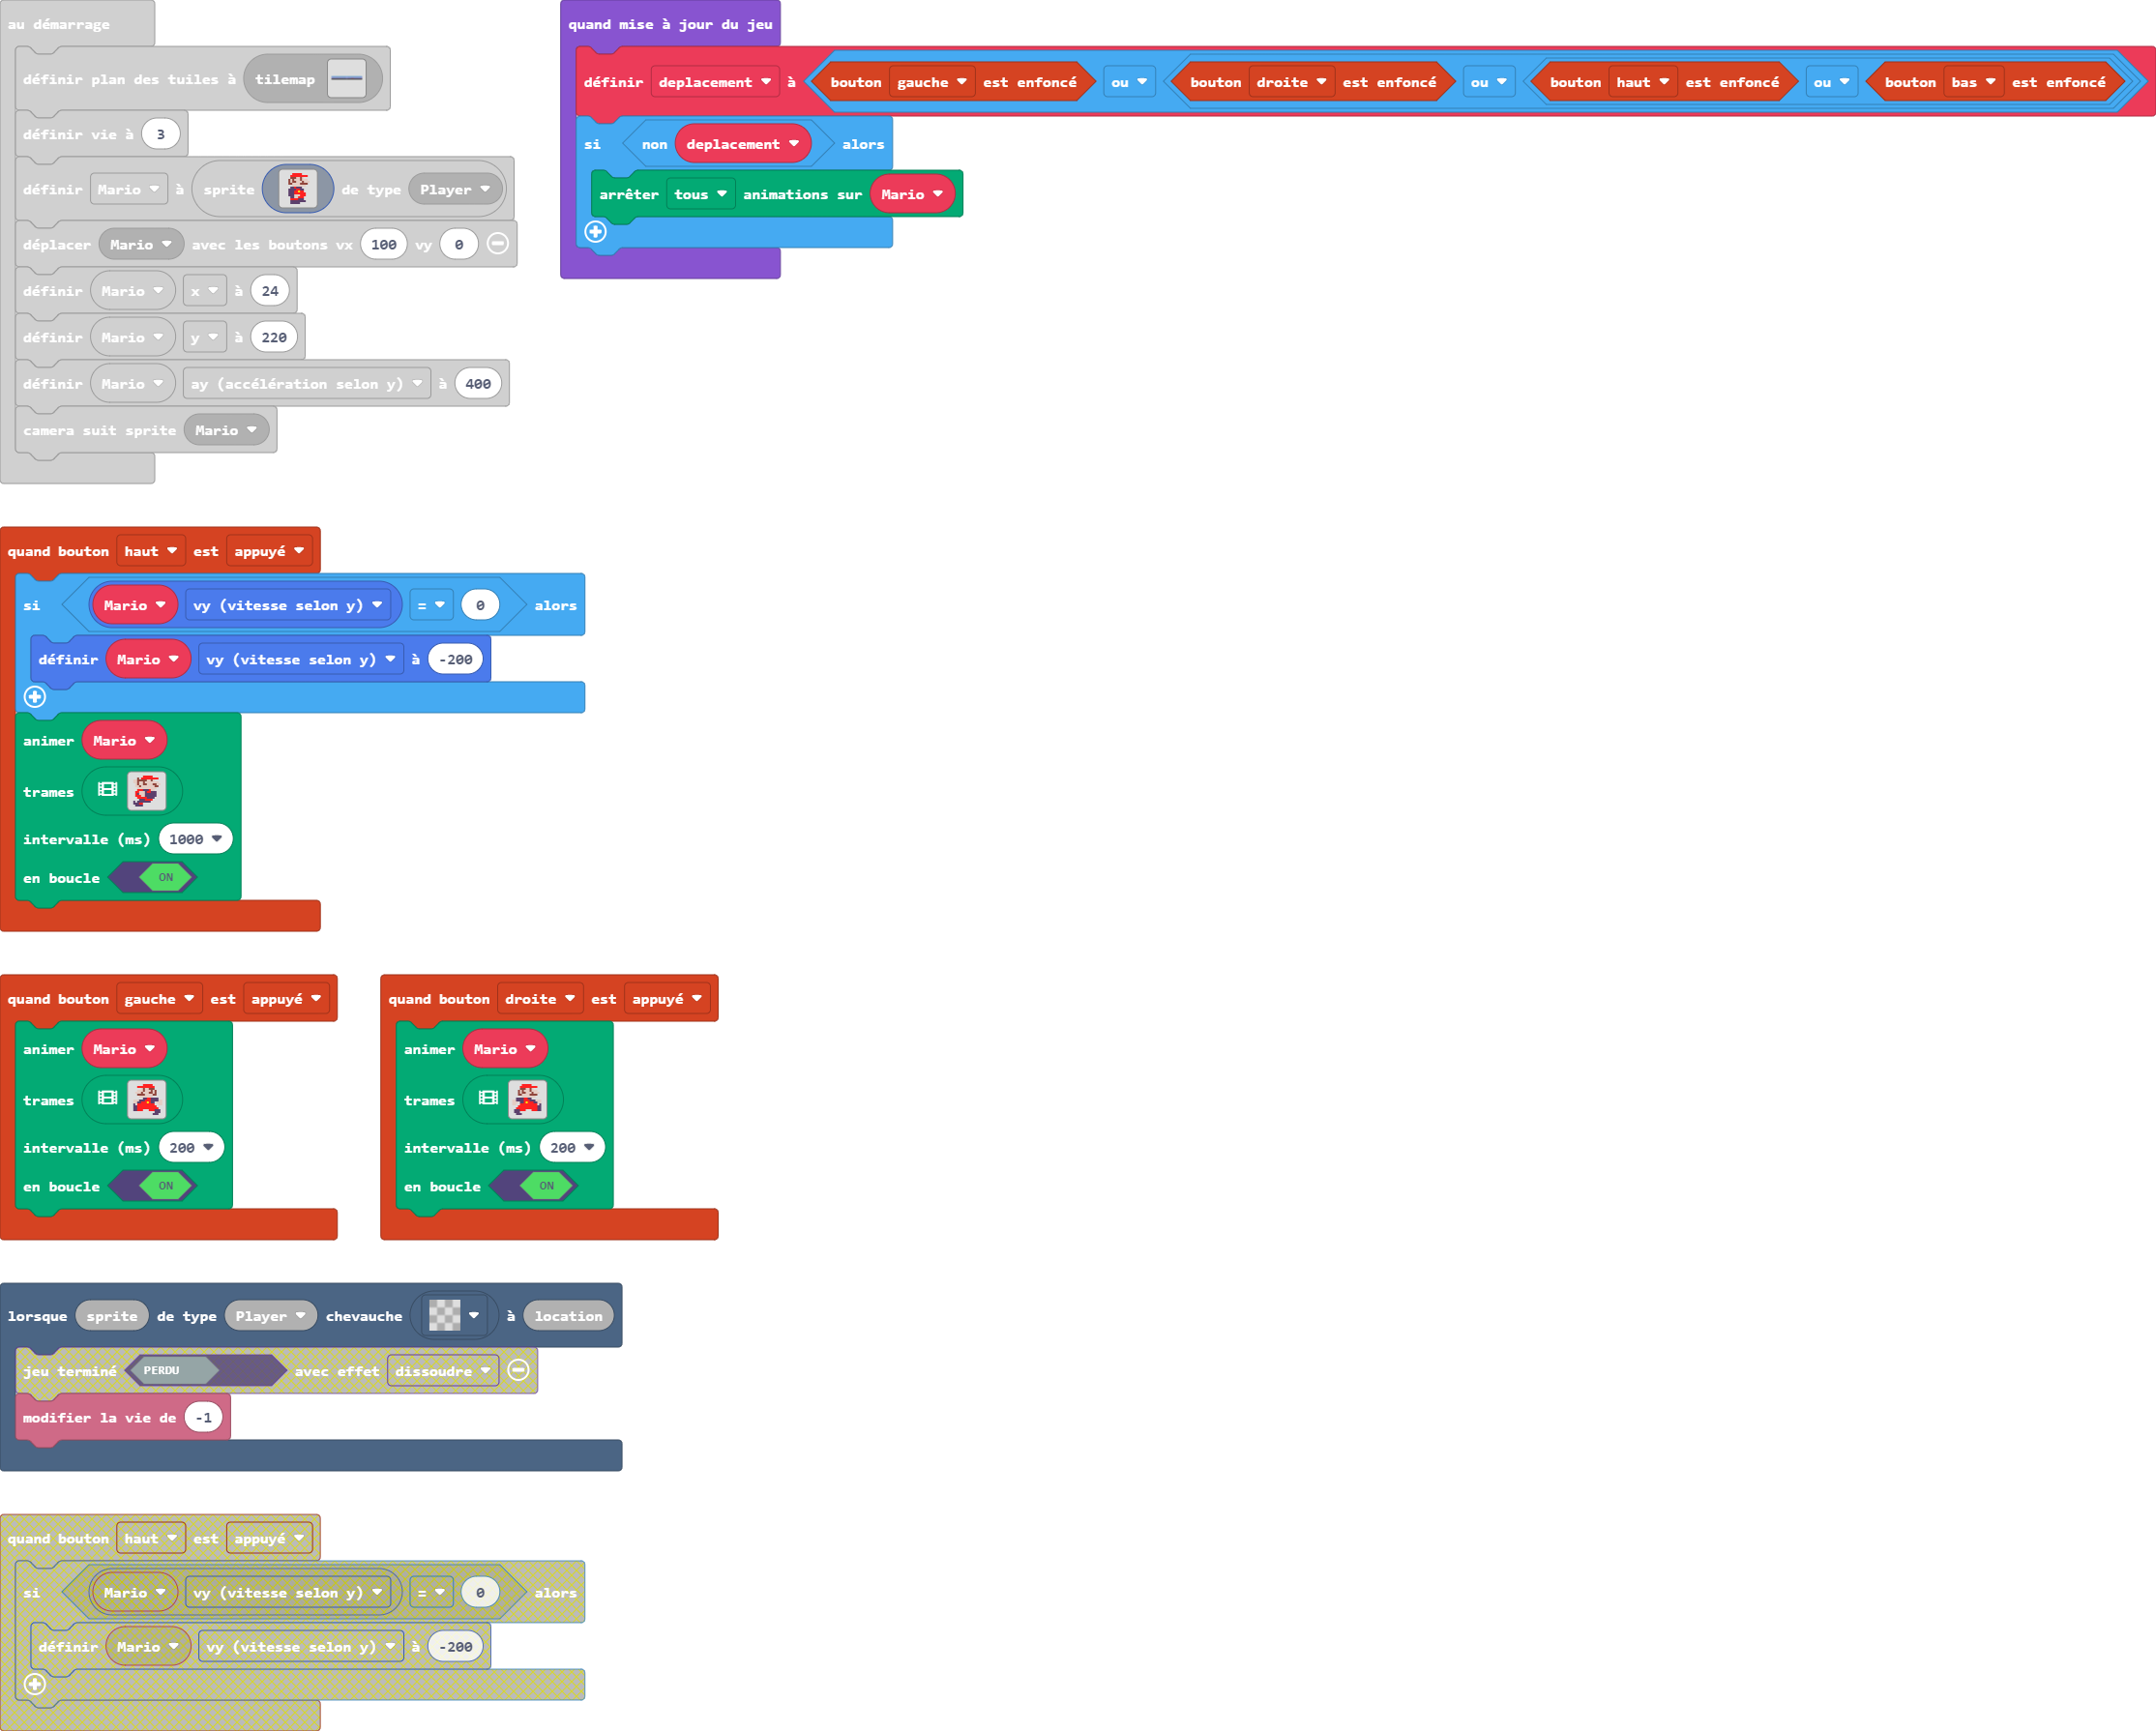 au démarrage
définir plan des tuiles à tilemap
définir vie à 3
définir Mario à sprite de type Player
déplacer Mario avec les boutons vx 100 vy 0
définir Mario x à 24
définir Mario y à 220
définir Mario ay (accélération selon y) à 400
camera suit sprite Mario
quand mise à jour du jeu
définir deplacement à bouton gauche est enfoncé ou bouton droite est enfoncé ou bouton haut est enfoncé ou bouton bas est enfoncé
si non deplacement alors
arrêter tous animations sur Mario
quand bouton haut est appuyé
si Mario vy (vitesse selon y) = 0 alors
définir Mario vy (vitesse selon y) à -200
animer Mario
trames
intervalle (ms) 1000
en boucle ON
quand bouton gauche est appuyé
animer Mario
trames
intervalle (ms) 200
en boucle ON
quand bouton droite est appuyé
animer Mario
trames
intervalle (ms) 200
en boucle ON
lorsque sprite de type Player chevauche à location
jeu terminé PERDU avec effet dissoudre
modifier la vie de -1
quand bouton haut est appuyé
si Mario vy (vitesse selon y) = 0 alors
définir Mario vy (vitesse selon y) à -200